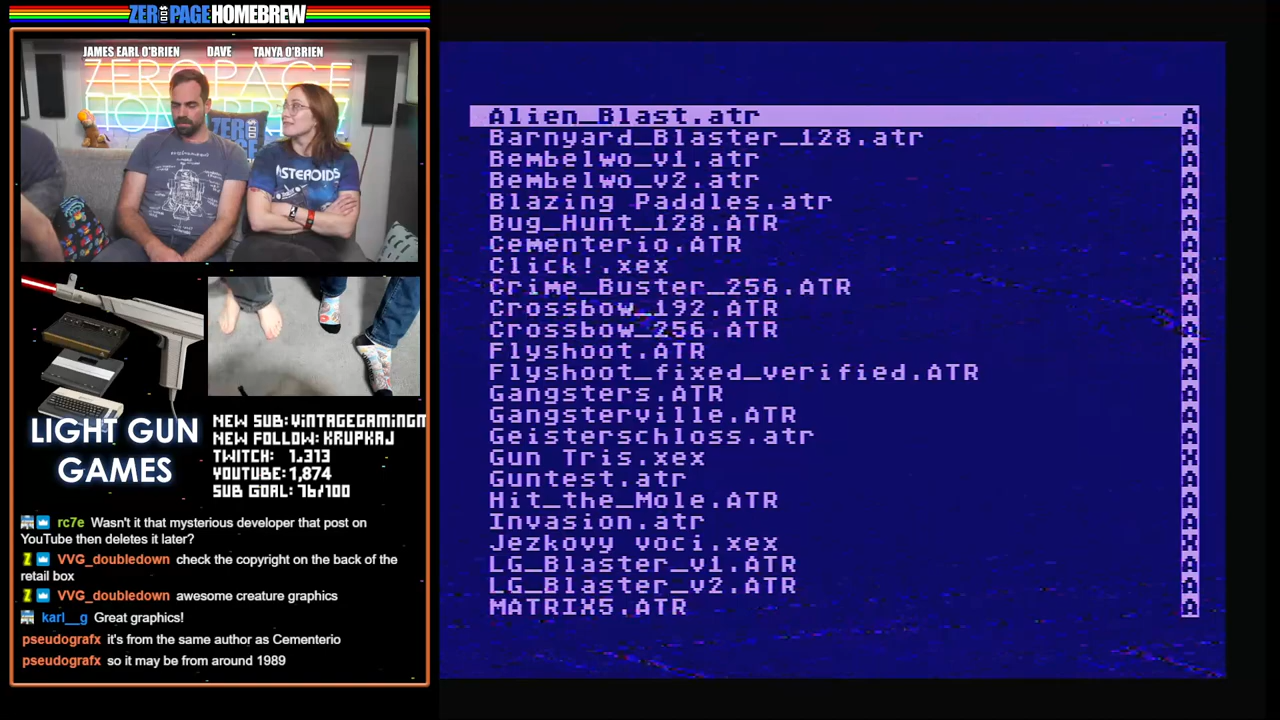 ZEROPAGE HOMEBREW
JAMES EARL O'BRIEN
DAVE
TANYA O'BRIEN
ZEROPAGE
ZERO
PAGE
ASTEROIDS
LIGHT GUN
GAMES
NEW SUB: VINTAGEGAMINGM
NEW FOLLOW: KRUPKAJ
TWITCH: 1,313
YOUTUBE: 1,874
SUB GOAL: 76/100
rc7e Wasn't it that mysterious developer that post on
YouTube then deletes it later?
VVG_doubledown check the copyright on the back of the
retail box
VVG_doubledown awesome creature graphics
karl__g Great graphics!
pseudografx it's from the same author as Cementerio
pseudografx so it may be from around 1989
Alien_Blast.atr A
Barnyard_Blaster_128.atr A
Bembelwo_v1.atr A
Bembelwo_v2.atr A
Blazing Paddles.atr A
Bug_Hunt_128.ATR A
Cementerio.ATR A
Click!.xex X
Crime_Buster_256.ATR A
Crossbow_192.ATR A
Crossbow_256.ATR A
Flyshoot.ATR A
Flyshoot_fixed_verified.ATR A
Gangsters.ATR A
Gangsterville.ATR A
Geisterschloss.atr A
Gun Tris.xex X
Guntest.atr A
Hit_the_Mole.ATR A
Invasion.atr A
Jezkovy voci.xex X
LG_Blaster_v1.ATR A
LG_Blaster_v2.ATR A
MATRIX5.ATR A